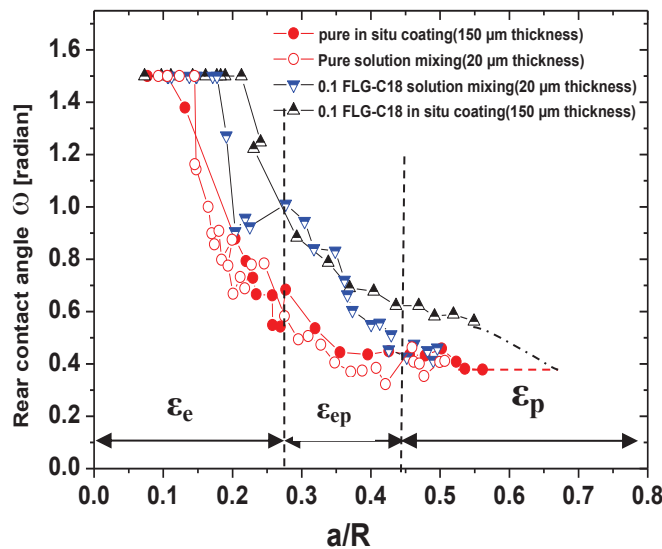 pure in situ coating(150 µm thickness)
Pure solution mixing(20 µm thickness)
0.1 FLG-C18 solution mixing(20 µm thickness)
0.1 FLG-C18 in situ coating(150 µm thickness)
Rear contact angle ω [radian]
1.6
1.4
1.2
1.0
0.8
0.6
0.4
0.2
0.0
εe
εep
εp
0.0 0.1 0.2 0.3 0.4 0.5 0.6 0.7 0.8
a/R